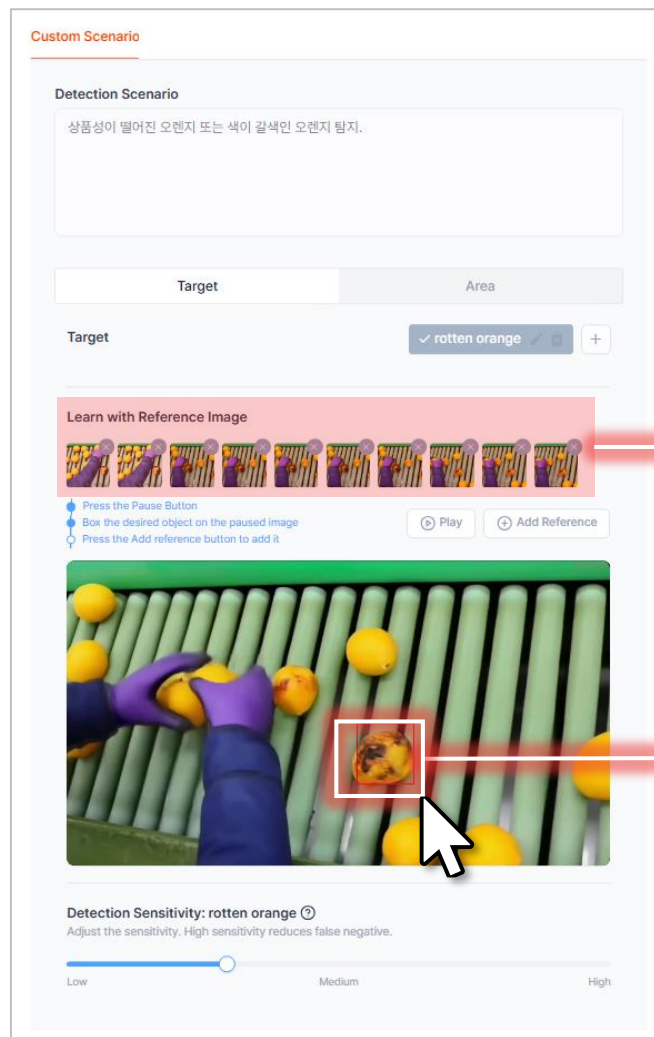 Custom Scenario
Detection Scenario
상품성이 떨어진 오렌지 또는 색이 갈색인 오렌지 탐지.
Target
Area
Target
rotten orange
Learn with Reference Image
Press the Pause Button
Box the desired object on the paused image
Press the Add reference button to add it
Play
Add Reference
Detection Sensitivity: rotten orange
Adjust the sensitivity. High sensitivity reduces false negative.
Low
Medium
High